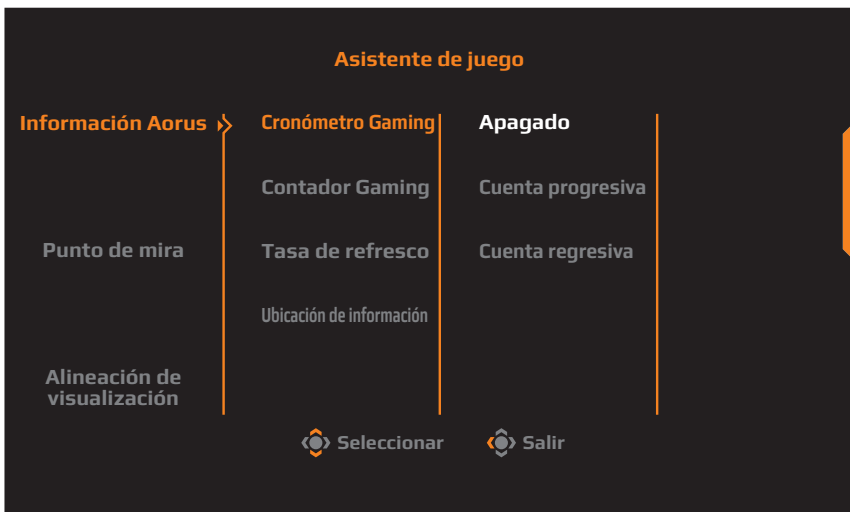 Asistente de juego
Información Aorus
Cronómetro Gaming
Apagado
Contador Gaming
Cuenta progresiva
Punto de mira
Tasa de refresco
Cuenta regresiva
Ubicación de información
Alineación de
visualización
Seleccionar
Salir